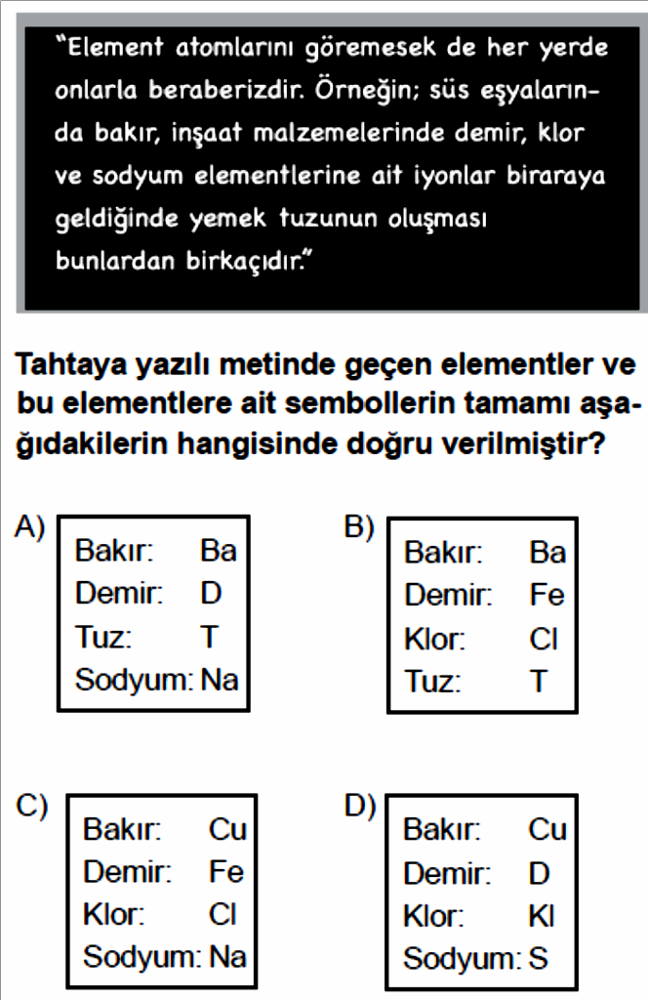 “Element atomlarını göremesek de her yerde
onlarla beraberizdir. Örneğin; süs eşyaların-
da bakır, inşaat malzemelerinde demir, klor
ve sodyum elementlerine ait iyonlar biraraya
geldiğinde yemek tuzunun oluşması
bunlardan birkaçıdır.”
Tahtaya yazılı metinde geçen elementler ve
bu elementlere ait sembollerin tamamı aşa-
ğıdakilerin hangisinde doğru verilmiştir?
A)
Bakır: Ba
Demir: D
Tuz: T
Sodyum: Na
B)
Bakır: Ba
Demir: Fe
Klor: Cl
Tuz: T
C)
Bakır: Cu
Demir: Fe
Klor: Cl
Sodyum: Na
D)
Bakır: Cu
Demir: D
Klor: Kl
Sodyum: S